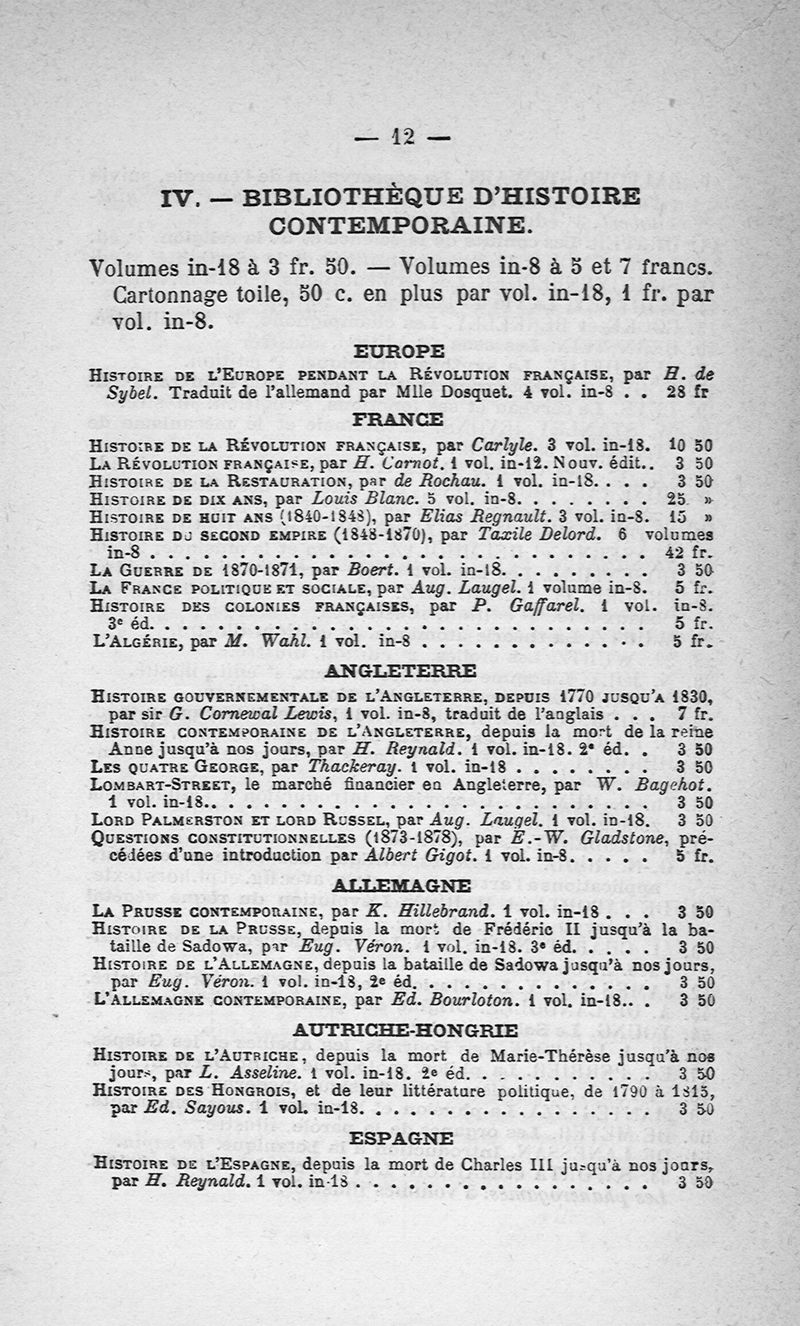 — 12 —
IV. — BIBLIOTHÈQUE D'HISTOIRE
CONTEMPORAINE.
Volumes in-18 à 3 fr. 50. — Volumes in-8 à 5 et 7 francs.
Cartonnage toile, 50 c. en plus par vol. in-18, 1 fr. par
vol. in-8.
EUROPE
HISTOIRE DE L'EUROPE PENDANT LA RÉVOLUTION FRANÇAISE, par H. de
Sybel. Traduit de l'allemand par Mlle Dosquet. 4 vol. in-8 . . 28 fr
FRANCE
HISTOIRE DE LA RÉVOLUTION FRANÇAISE, par Carlyle. 3 vol. in-18. 10 50
LA RÉVOLUTION FRANÇAISE, par H. Carnot. 1 vol. in-12. Nouv. édit.. 3 50
HISTOIRE DE LA RESTAURATION, par de Rochau. 1 vol. in-18. . . . 3 50
HISTOIRE DE DIX ANS, par Louis Blanc. 5 vol. in-8. . . . . . . . 25 »
HISTOIRE DE HUIT ANS (1840-1848), par Elias Regnault. 3 vol. in-8. 15 »
HISTOIRE DU SECOND EMPIRE (1848-1870), par Taxile Delord. 6 volumes
in-8 . . . . . . . . . . . . . . . . . . . . . . . . . . . . 42 fr.
LA GUERRE DE 1870-1871, par Boert. 1 vol. in-18. . . . . . . . . 3 50
LA FRANCE POLITIQUE ET SOCIALE, par Aug. Laugel. 1 volume in-8. 5 fr.
HISTOIRE DES COLONIES FRANÇAISES, par P. Gaffarel. 1 vol. in-8.
3e éd. . . . . . . . . . . . . . . . . . . . . . . . . . . . 5 fr.
L'ALGÉRIE, par M. Wahl. 1 vol. in-8 . . . . . . . . . . . . . 5 fr.
ANGLETERRE
HISTOIRE GOUVERNEMENTALE DE L'ANGLETERRE, DEPUIS 1770 JUSQU'A 1830,
par sir G. Cornewal Lewis, 1 vol. in-8, traduit de l'anglais . . . 7 fr.
HISTOIRE CONTEMPORAINE DE L'ANGLETERRE, depuis la mort de la reine
Anne jusqu'à nos jours, par H. Reynald. 1 vol. in-18. 2e éd. . 3 50
LES QUATRE GEORGE, par Thackeray. 1 vol. in-18 . . . . . . . . 3 50
LOMBART-STREET, le marché financier en Angleterre, par W. Bagehot.
1 vol. in-18.. . . . . . . . . . . . . . . . . . . . . . . . 3 50
LORD PALMERSTON ET LORD RUSSEL, par Aug. Laugel. 1 vol. in-18. 3 50
QUESTIONS CONSTITUTIONNELLES (1873-1878), par E.-W. Gladstone, pré-
cédées d'une introduction par Albert Gigot. 1 vol. in-8. . . . . 5 fr.
ALLEMAGNE
LA PRUSSE CONTEMPORAINE, par K. Hillebrand. 1 vol. in-18 . . . 3 50
HISTOIRE DE LA PRUSSE, depuis la mort de Frédéric II jusqu'à la ba-
taille de Sadowa, par Eug. Véron. 1 vol. in-18. 3e éd. . . . . 3 50
HISTOIRE DE L'ALLEMAGNE, depuis la bataille de Sadowa jusqu'à nos jours,
par Eug. Véron. 1 vol. in-18, 2e éd. . . . . . . . . . . . . . 3 50
L'ALLEMAGNE CONTEMPORAINE, par Ed. Bourloton. 1 vol. in-18.. . 3 50
AUTRICHE-HONGRIE
HISTOIRE DE L'AUTRICHE, depuis la mort de Marie-Thérèse jusqu'à nos
jours, par L. Asseline. 1 vol. in-18. 2e éd. . . . . . . . . . . 3 50
HISTOIRE DES HONGROIS, et de leur littérature politique, de 1790 à 1815,
par Ed. Sayous. 1 vol. in-18. . . . . . . . . . . . . . . . . 3 50
ESPAGNE
HISTOIRE DE L'ESPAGNE, depuis la mort de Charles III jusqu'à nos jours,
par H. Reynald. 1 vol. in-18 . . . . . . . . . . . . . . . . . 3 50